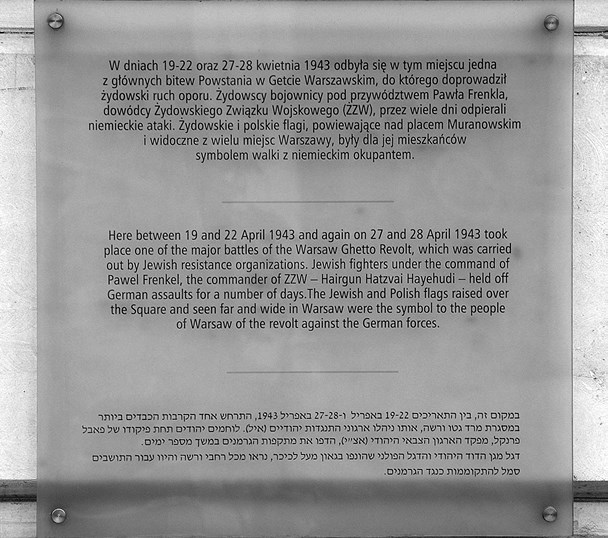 W dniach 19-22 oraz 27-28 kwietnia 1943 odbyła się w tym miejscu jedna
z głównych bitew Powstania w Getcie Warszawskim, do którego doprowadził
żydowski ruch oporu. Żydowscy bojownicy pod przywództwem Pawła Frenkla,
dowódcy Żydowskiego Związku Wojskowego (ŻZW), przez wiele dni odpierali
niemieckie ataki. Żydowskie i polskie flagi, powiewające nad placem Muranowskim
i widoczne z wielu miejsc Warszawy, były dla jej mieszkańców
symbolem walki z niemieckim okupantem.
Here between 19 and 22 April 1943 and again on 27 and 28 April 1943 took
place one of the major battles of the Warsaw Ghetto Revolt, which was carried
out by Jewish resistance organizations. Jewish fighters under the command of
Pawel Frenkel, the commander of ZZW – Hairgun Hatzvai Hayehudi – held off
German assaults for a number of days.The Jewish and Polish flags raised over
the Square and seen far and wide in Warsaw were the symbol to the people
of Warsaw of the revolt against the German forces.
במקום זה, בין התאריכים 19-22 באפריל ו-27-28 באפריל 1943, התרחש אחד הקרבות הכבדים ביותר
במסגרת מרד גטו ורשה, אותו ניהלו ארגוני התנגדות יהודיים (אי"ל). לוחמים יהודים תחת פיקודו של פאבל
פרנקל, מפקד הארגון הצבאי היהודי (אצ"י), הדפו את מתקפות הגרמנים במשך מספר ימים.
דגל מגן הדוד היהודי והדגל הפולני שהונפו בגאון מעל לכיכר, נראו מכל רחבי ורשה והיוו עבור התושבים
סמל להתקוממות כנגד הגרמנים.